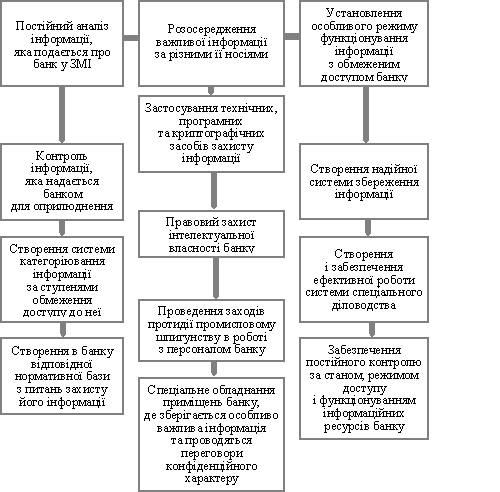 Постійний аналіз
інформації,
яка подається про
банк у ЗМІ
Контроль
інформації,
яка надається
банком
для оприлюднення
Створення системи
категоріювання
інформації
за ступенями
обмеження
доступу до неї
Створення в банку
відповідної
нормативної бази
з питань захисту
його інформації
Розосередження
важливої інформації
за різними її носіями
Застосування технічних,
програмних
та криптографічних
засобів захисту
інформації
Правовий захист
інтелектуальної
власності банку
Проведення заходів
протидії промисловому
шпигунству в роботі
з персоналом банку
Спеціальне обладнання
приміщень банку,
де зберігається особливо
важлива інформація
та проводяться
переговори
конфіденційного
характеру
Установлення
особливого режиму
функціонування
інформації
з обмеженим
доступом банку
Створення надійної
системи збереження
інформації
Створення
і забезпечення
ефективної роботи
системи спеціального
діловодства
Забезпечення
постійного контролю
за станом, режимом
доступу
і функціонуванням
інформаційних
ресурсів банку